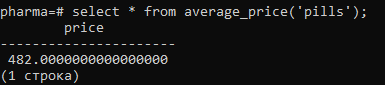 pharma=# select * from average_price('pills');
price
----------------------
482.0000000000000000
(1 строка)